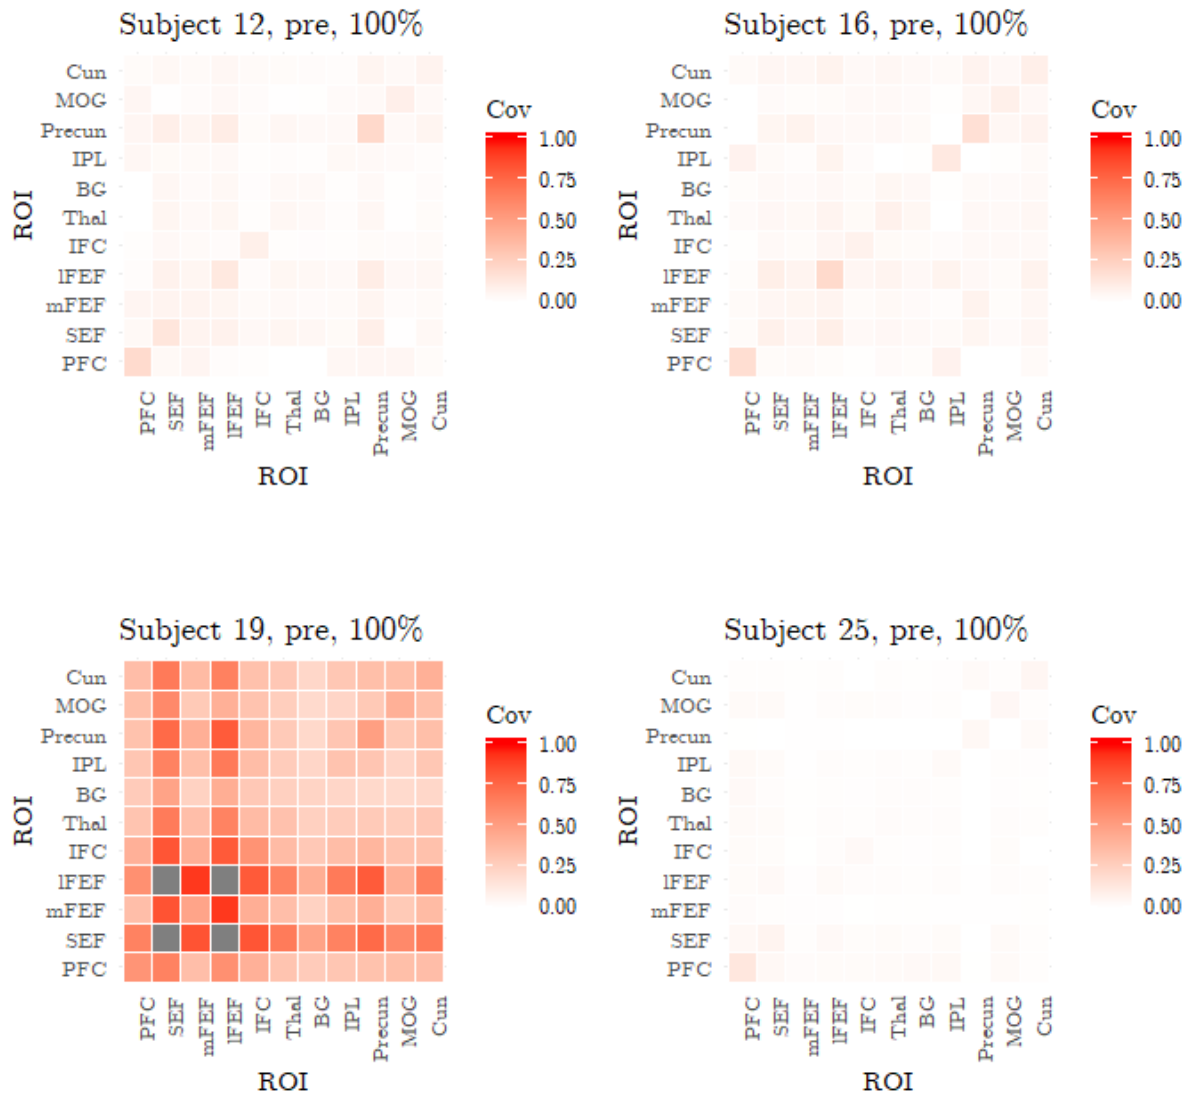 Subject 12, pre, 100%
Cun
MOG
Precun
IPL
BG
Thal
IFC
lFEF
mFEF
SEF
PFC
ROI
PFC SEF mFEF lFEF IFC Thal BG IPL Precun MOG Cun
ROI
Cov
1.00
0.75
0.50
0.25
0.00
Subject 16, pre, 100%
Cun
MOG
Precun
IPL
BG
Thal
IFC
lFEF
mFEF
SEF
PFC
ROI
PFC SEF mFEF lFEF IFC Thal BG IPL Precun MOG Cun
ROI
Cov
1.00
0.75
0.50
0.25
0.00
Subject 19, pre, 100%
Cun
MOG
Precun
IPL
BG
Thal
IFC
lFEF
mFEF
SEF
PFC
ROI
PFC SEF mFEF lFEF IFC Thal BG IPL Precun MOG Cun
ROI
Cov
1.00
0.75
0.50
0.25
0.00
Subject 25, pre, 100%
Cun
MOG
Precun
IPL
BG
Thal
IFC
lFEF
mFEF
SEF
PFC
ROI
PFC SEF mFEF lFEF IFC Thal BG IPL Precun MOG Cun
ROI
Cov
1.00
0.75
0.50
0.25
0.00